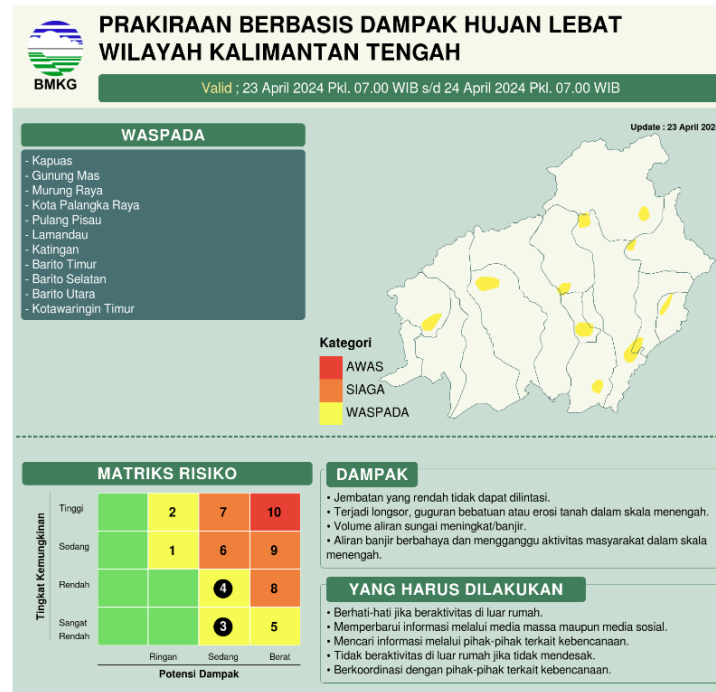 PRAKIRAAN BERBASIS DAMPAK HUJAN LEBAT
WILAYAH KALIMANTAN TENGAH
BMKG
Valid ; 23 April 2024 Pkl. 07.00 WIB s/d 24 April 2024 Pkl. 07.00 WIB
WASPADA
- Kapuas
- Gunung Mas
- Murung Raya
- Kota Palangka Raya
- Pulang Pisau
- Lamandau
- Katingan
- Barito Timur
- Barito Selatan
- Barito Utara
- Kotawaringin Timur
Update : 23 April 202
Kategori
AWAS
SIAGA
WASPADA
MATRIKS RISIKO
Tingkat Kemungkinan
Tinggi
2 7 10
Sedang
1 6 9
Rendah
4 8
Sangat
Rendah
3 5
Ringan Sedang Berat
Potensi Dampak
DAMPAK
• Jembatan yang rendah tidak dapat dilintasi.
• Terjadi longsor, guguran bebatuan atau erosi tanah dalam skala menengah.
• Volume aliran sungai meningkat/banjir.
• Aliran banjir berbahaya dan mengganggu aktivitas masyarakat dalam skala
menengah.
YANG HARUS DILAKUKAN
• Berhati-hati jika beraktivitas di luar rumah.
• Memperbarui informasi melalui media massa maupun media sosial.
• Mencari informasi melalui pihak-pihak terkait kebencanaan.
• Tidak beraktivitas di luar rumah jika tidak mendesak.
• Berkoordinasi dengan pihak-pihak terkait kebencanaan.